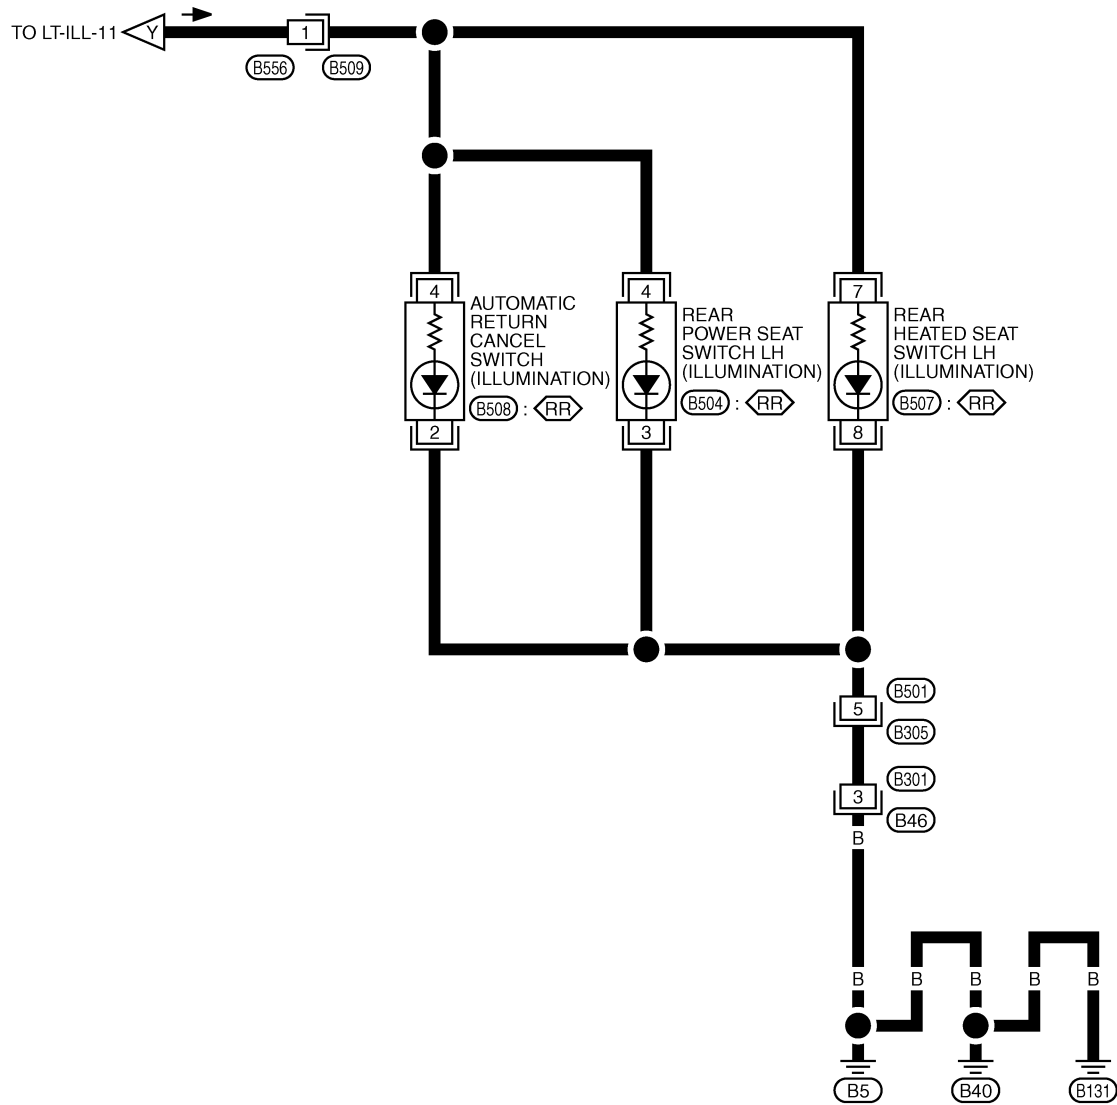 TO LT-ILL-11 Y 1
B556 B509
4
AUTOMATIC
RETURN
CANCEL
SWITCH
(ILLUMINATION)
B508 : RR
2
4
REAR
POWER SEAT
SWITCH LH
(ILLUMINATION)
B504 : RR
3
7
REAR
HEATED SEAT
SWITCH LH
(ILLUMINATION)
B507 : RR
8
B501
5
B305
B301
3
B46
B
B B B B B
B5 B40 B131